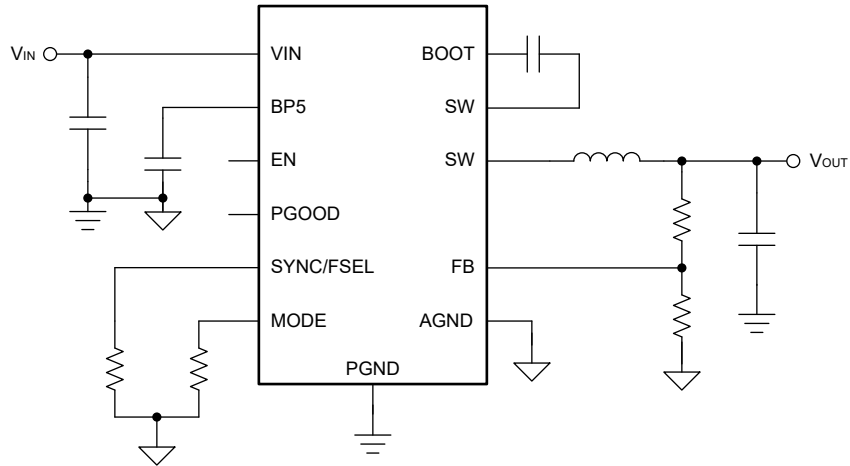 VIN
VIN
BOOT
BP5
SW
EN
SW
VOUT
PGOOD
SYNC/FSEL
FB
MODE
AGND
PGND